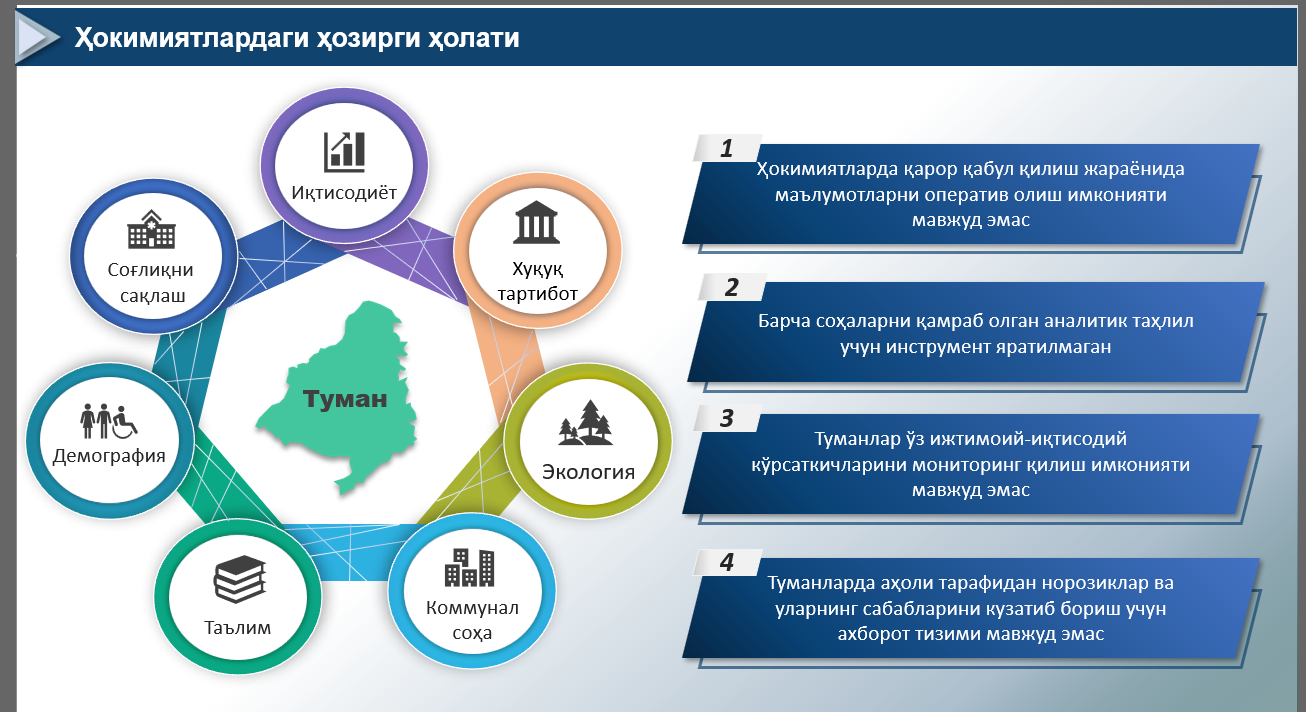 Ҳокимиятлардаги ҳозирги ҳолати
Иқтисодиёт
Хуқуқ
тартибот
Экология
Коммунал
соҳа
Таълим
Демография
Соғлиқни
сақлаш
Туман
1
Ҳокимиятларда қарор қабул қилиш жараёнида
маълумотларни оператив олиш имконияти
мавжуд эмас
2
Барча соҳаларни қамраб олган аналитик таҳлил
учун инструмент яратилмаган
3
Туманлар ўз ижтимоий-иқтисодий
кўрсаткичларини мониторинг қилиш имконияти
мавжуд эмас
4
Туманларда аҳоли тарафидан норозиклар ва
уларнинг сабабларини кузатиб бориш учун
ахборот тизими мавжуд эмас